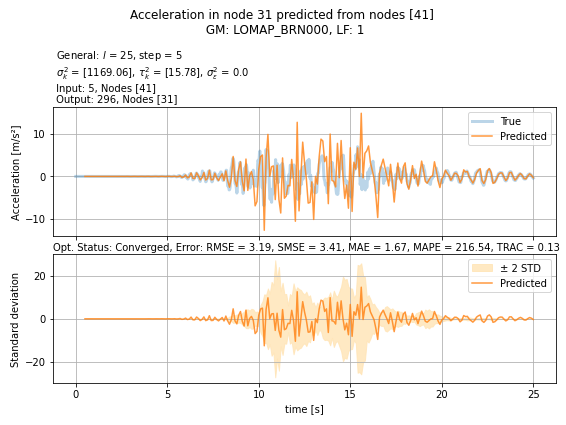 Acceleration in node 31 predicted from nodes [41]
GM: LOMAP_BRN000, LF: 1
General: l = 25, step = 5
σ²ₖ = [1169.06], τ²ₖ = [15.78], σ²ε = 0.0
Input: 5, Nodes [41]
Output: 296, Nodes [31]
Acceleration [m/s²]
10
0
−10
True
Predicted
Opt. Status: Converged, Error: RMSE = 3.19, SMSE = 3.41, MAE = 1.67, MAPE = 216.54, TRAC = 0.13
Standard deviation
20
0
−20
± 2 STD
Predicted
0 5 10 15 20 25
time [s]